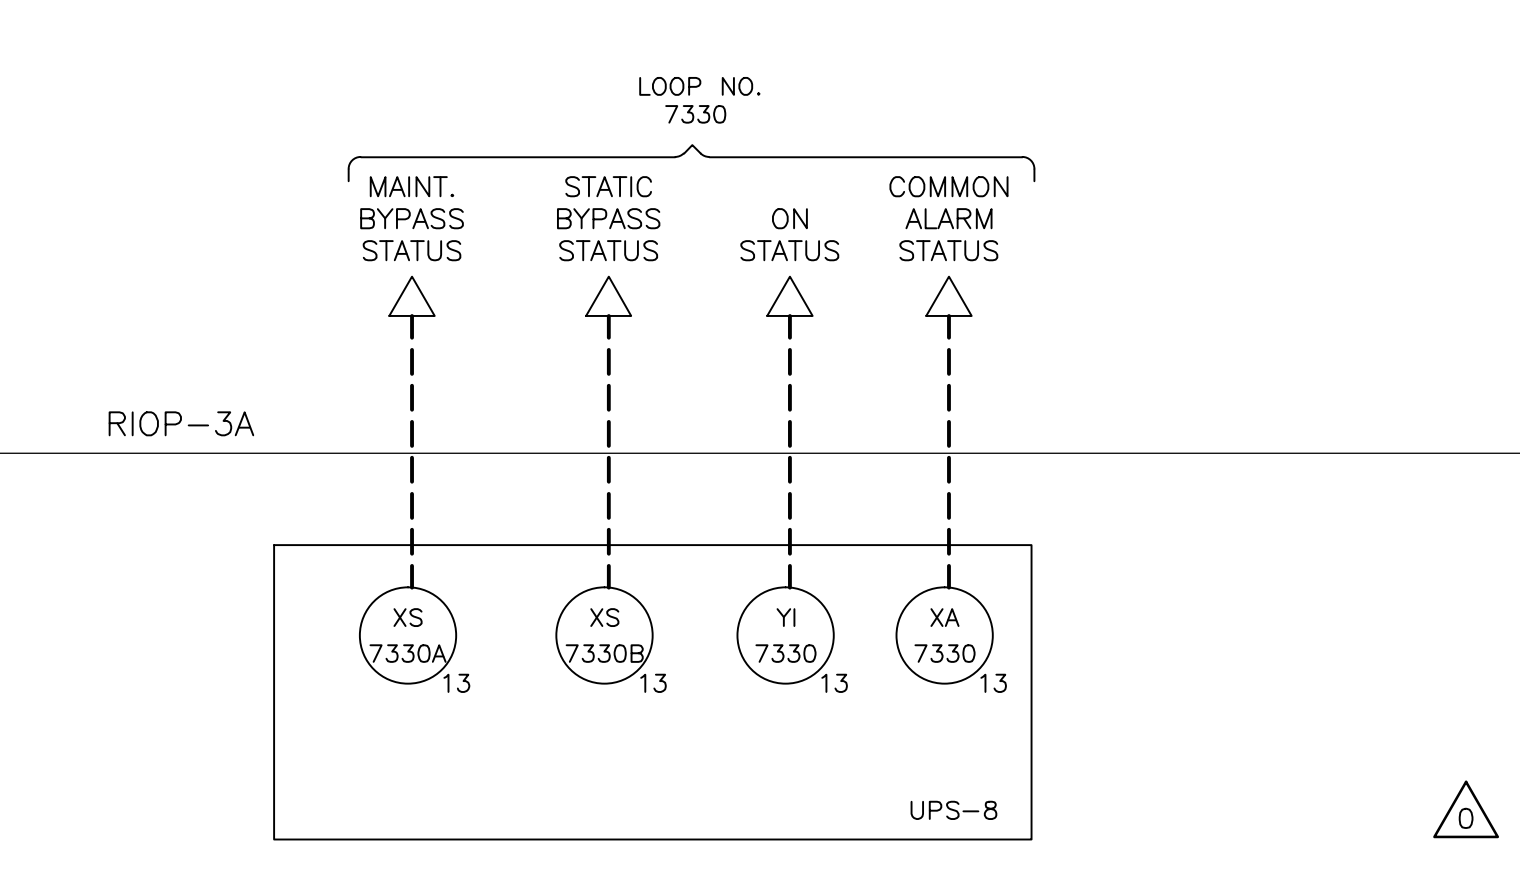 LOOP NO.
7330
MAINT.
BYPASS
STATUS
STATIC
BYPASS
STATUS
ON
STATUS
COMMON
ALARM
STATUS
RIOP-3A
XS
7330A
13
XS
7330B
13
YI
7330
13
XA
7330
13
UPS-8
0